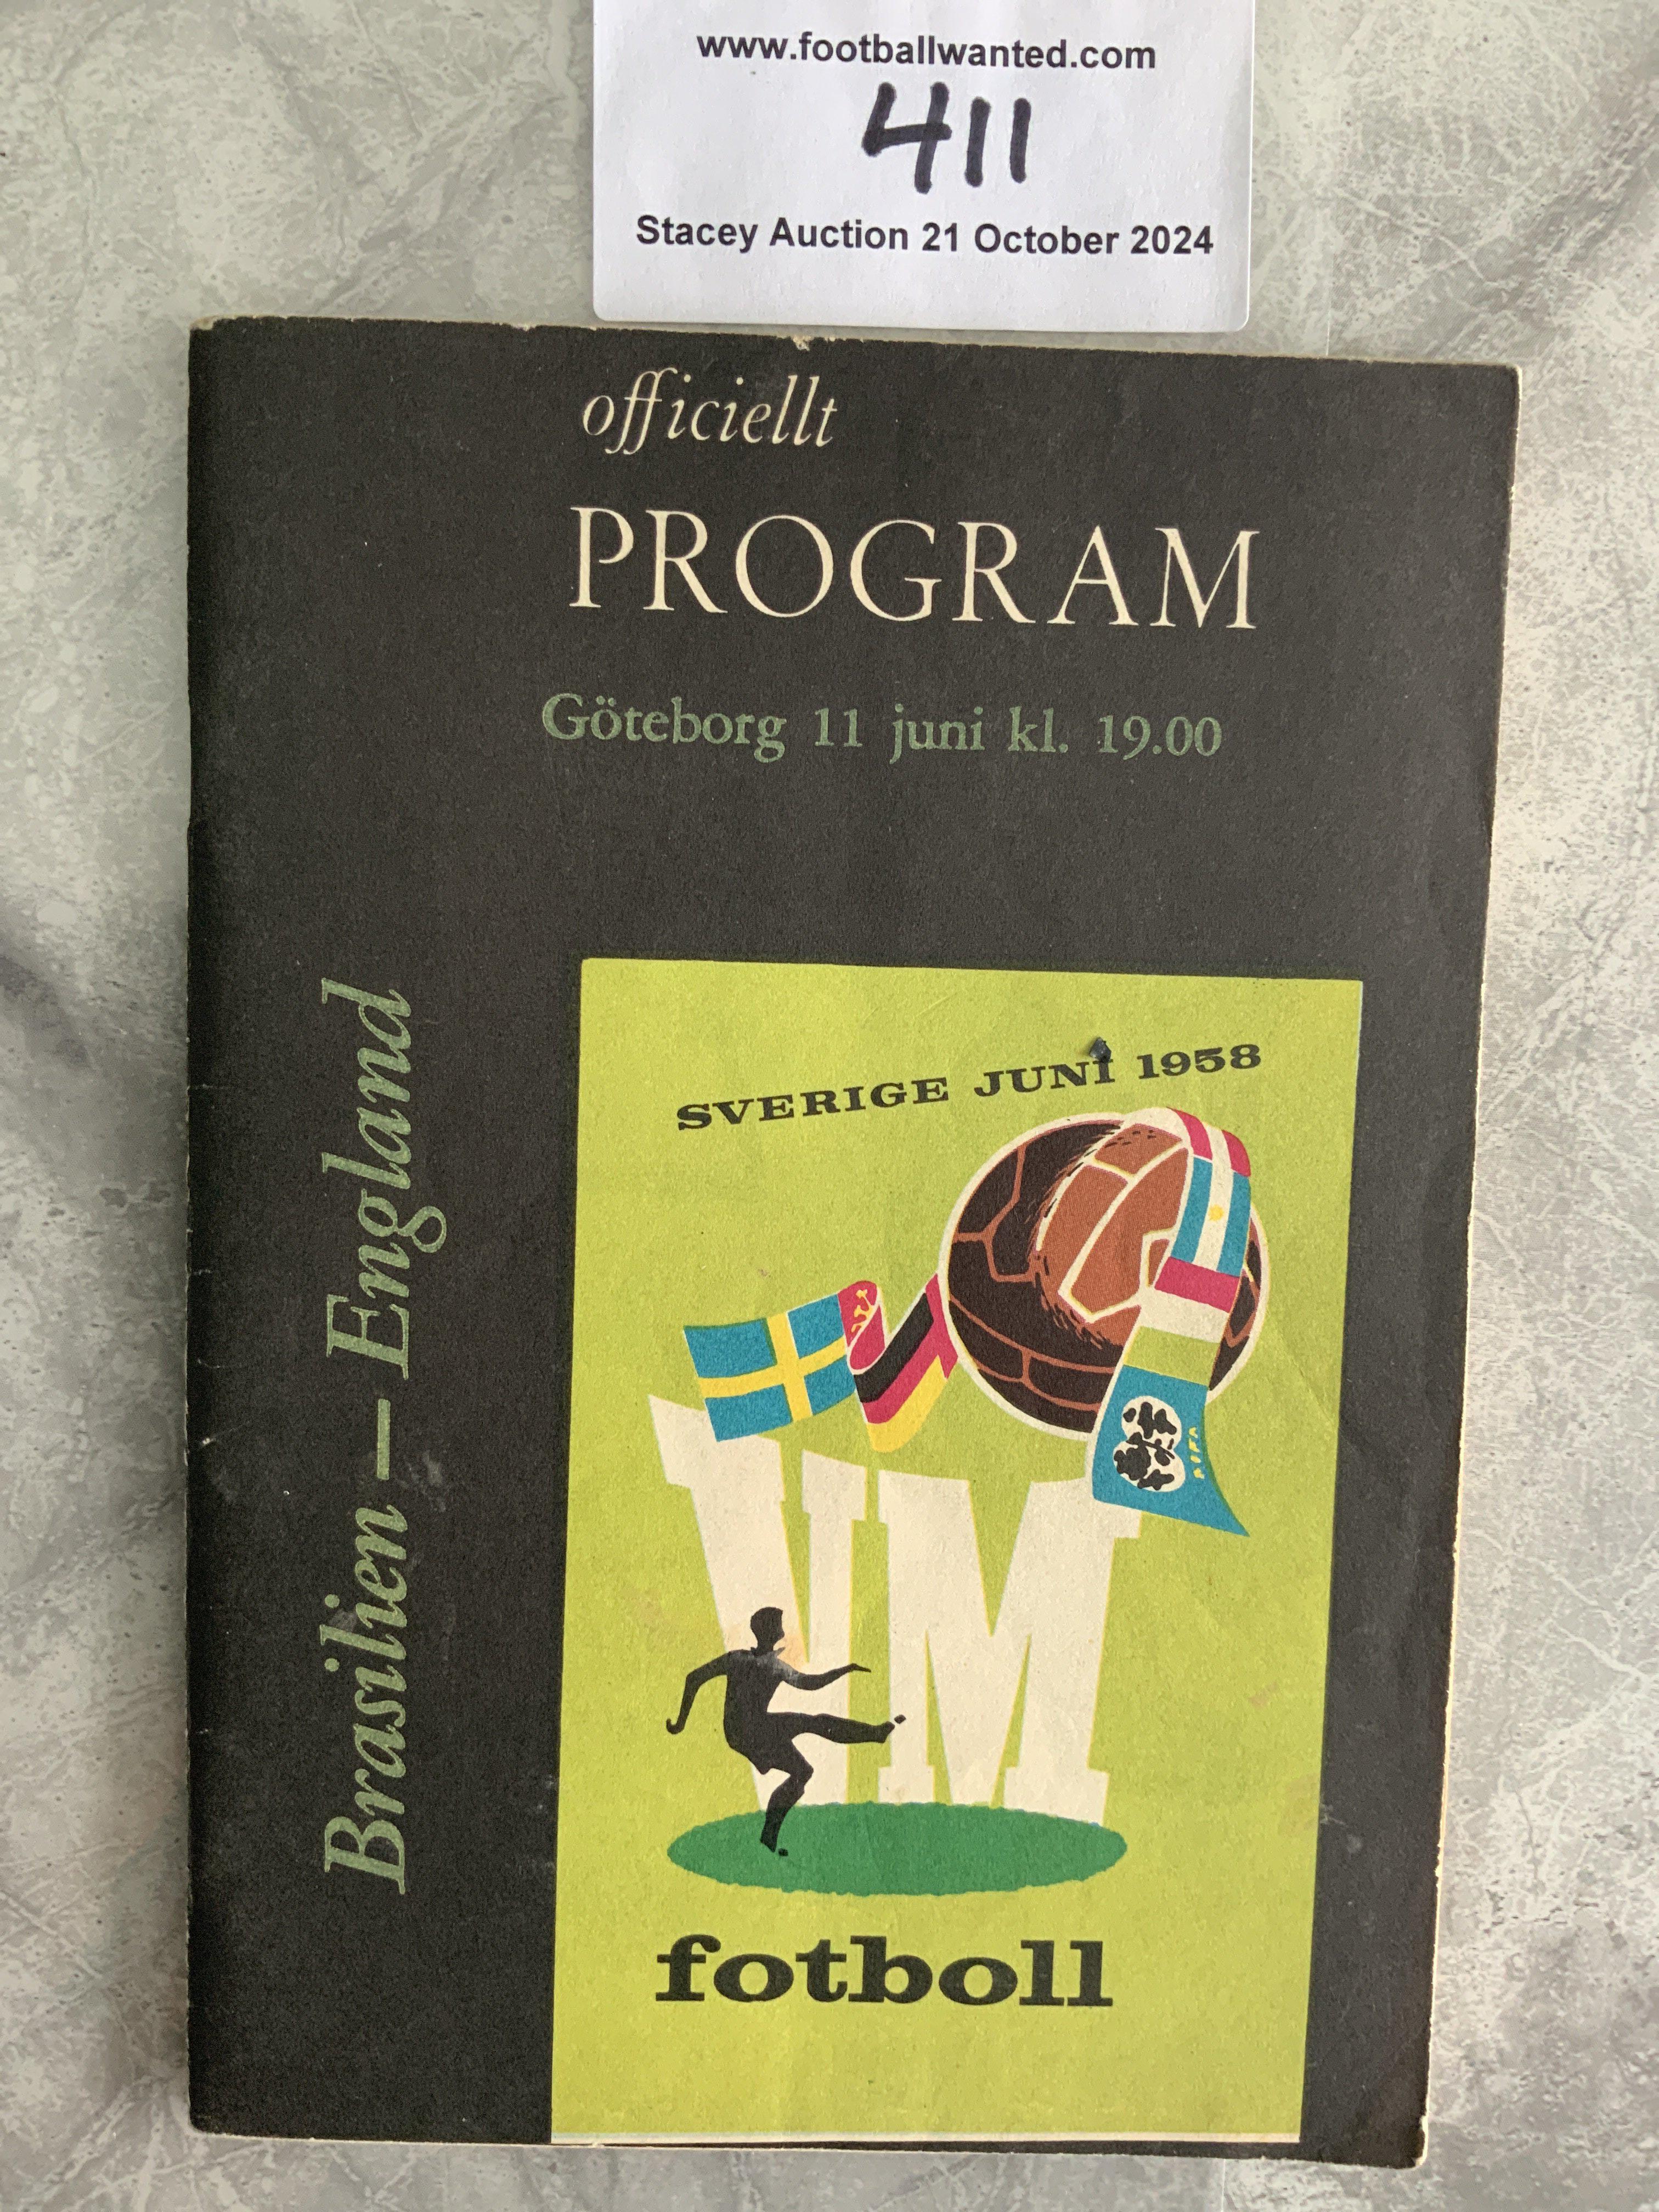 www.footballwanted.com
411
Stacey Auction 21 October 2024
officiellt
PROGRAM
Göteborg 11 juni kl. 19.00
Brasilien — England
SVERIGE JUNI 1958
VM
fotboll